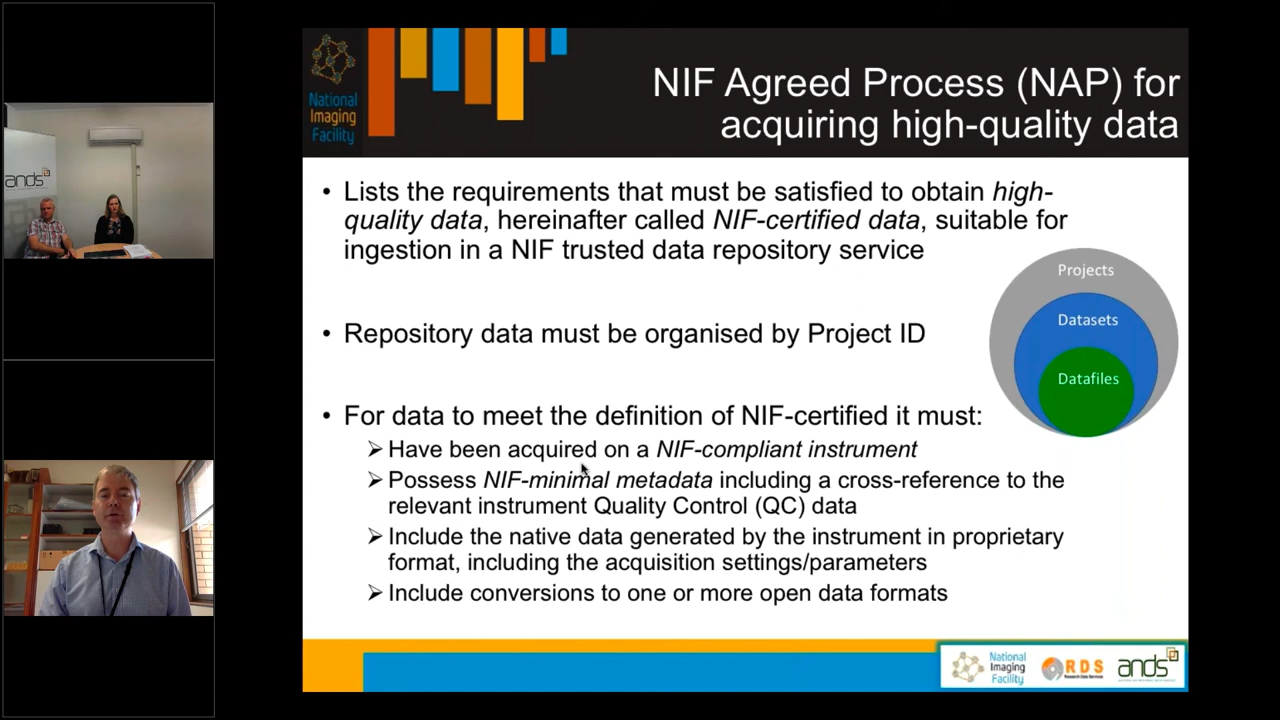 National
Imaging
Facility
NIF Agreed Process (NAP) for
acquiring high-quality data
• Lists the requirements that must be satisfied to obtain high-
quality data, hereinafter called NIF-certified data, suitable for
ingestion in a NIF trusted data repository service
Projects
Datasets
Datafiles
• Repository data must be organised by Project ID
• For data to meet the definition of NIF-certified it must:
➢ Have been acquired on a NIF-compliant instrument
➢ Possess NIF-minimal metadata including a cross-reference to the
relevant instrument Quality Control (QC) data
➢ Include the native data generated by the instrument in proprietary
format, including the acquisition settings/parameters
➢ Include conversions to one or more open data formats
National
Imaging
Facility
RDS
Research Data Services
ands
ands